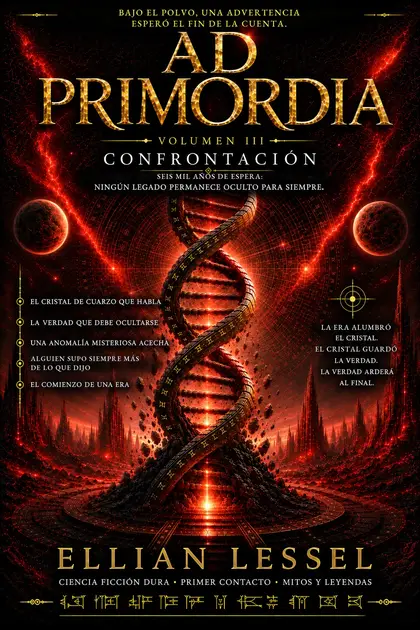 BAJO EL POLVO, UNA ADVERTENCIA
ESPERÓ EL FIN DE LA CUENTA.
AD
PRIMORDIA
VOLUMEN III
CONFRONTACIÓN
SEIS MIL AÑOS DE ESPERA:
NINGÚN LEGADO PERMANECE OCULTO PARA SIEMPRE.
EL CRISTAL DE CUARZO QUE HABLA
LA VERDAD QUE DEBE OCULTARSE
UNA ANOMALÍA MISTERIOSA ACECHA
ALGUIEN SUPO SIEMPRE MÁS
DE LO QUE DIJO
EL COMIENZO DE UNA ERA
LA ERA ALUMBRÓ
EL CRISTAL.
EL CRISTAL GUARDÓ
LA VERDAD.
LA VERDAD ARDERÁ
AL FINAL.
ELLIAN LESSEL
CIENCIA FICCIÓN DURA • PRIMER CONTACTO • MITOS Y LEYENDAS